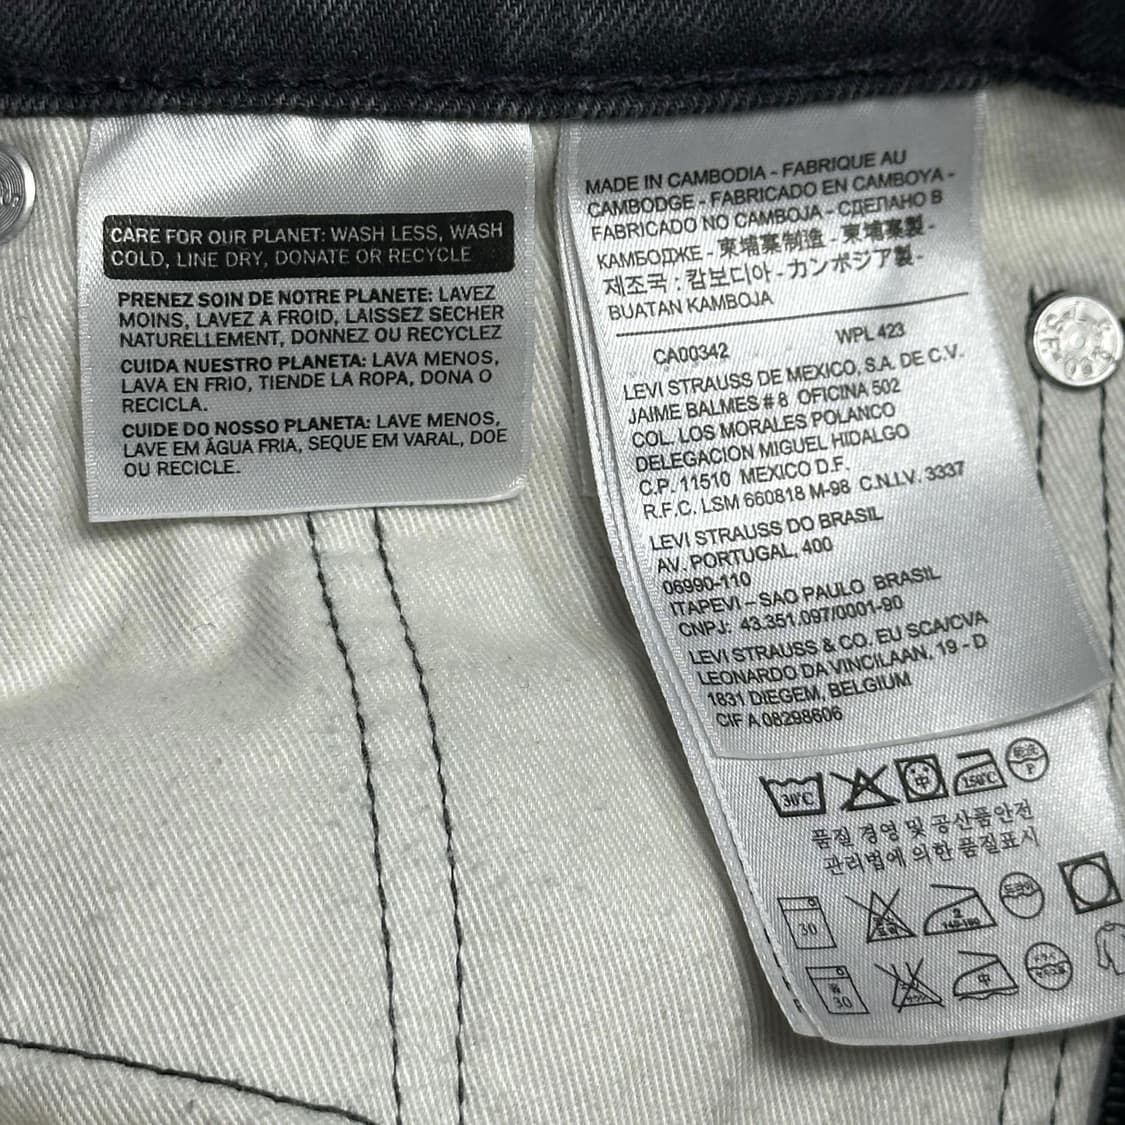 CARE FOR OUR PLANET: WASH LESS, WASH
COLD, LINE DRY, DONATE OR RECYCLE
PRENEZ SOIN DE NOTRE PLANETE: LAVEZ
MOINS, LAVEZ A FROID, LAISSEZ SECHER
NATURELLEMENT, DONNEZ OU RECYCLEZ
CUIDA NUESTRO PLANETA: LAVA MENOS,
LAVA EN FRIO, TIENDE LA ROPA, DONA O
RECICLA.
CUIDE DO NOSSO PLANETA: LAVE MENOS,
LAVE EM ÁGUA FRIA, SEQUE EM VARAL, DOE
OU RECICLE.
MADE IN CAMBODIA - FABRIQUE AU
CAMBODGE - FABRICADO EN CAMBOYA -
FABRICADO NO CAMBOJA - СДЕЛАНО В
КАМБОДЖЕ - 柬埔寨制造 - 柬埔寨製 -
제조국 : 캄보디아 - カンボジア製 -
BUATAN KAMBOJA
CA00342 WPL 423
LEVI STRAUSS DE MEXICO, S.A. DE C.V.
JAIME BALMES # 8 OFICINA 502
COL. LOS MORALES POLANCO
DELEGACION MIGUEL HIDALGO
C.P. 11510 MEXICO D.F.
R.F.C. LSM 660818 M-98 C.N.I.V. 3337
LEVI STRAUSS DO BRASIL
AV. PORTUGAL, 400
06990-110
ITAPEVI – SAO PAULO BRASIL
CNPJ: 43.351.097/0001-90
LEVI STRAUSS & CO. EU SCA/CVA
LEONARDO DA VINCILAAN, 19 - D
1831 DIEGEM, BELGIUM
CIF A 08298606
30°C 中 150°C P
품질 경영 및 공산품안전
관리법에 의한 품질표시
30 2 140-160 드라이
30 中